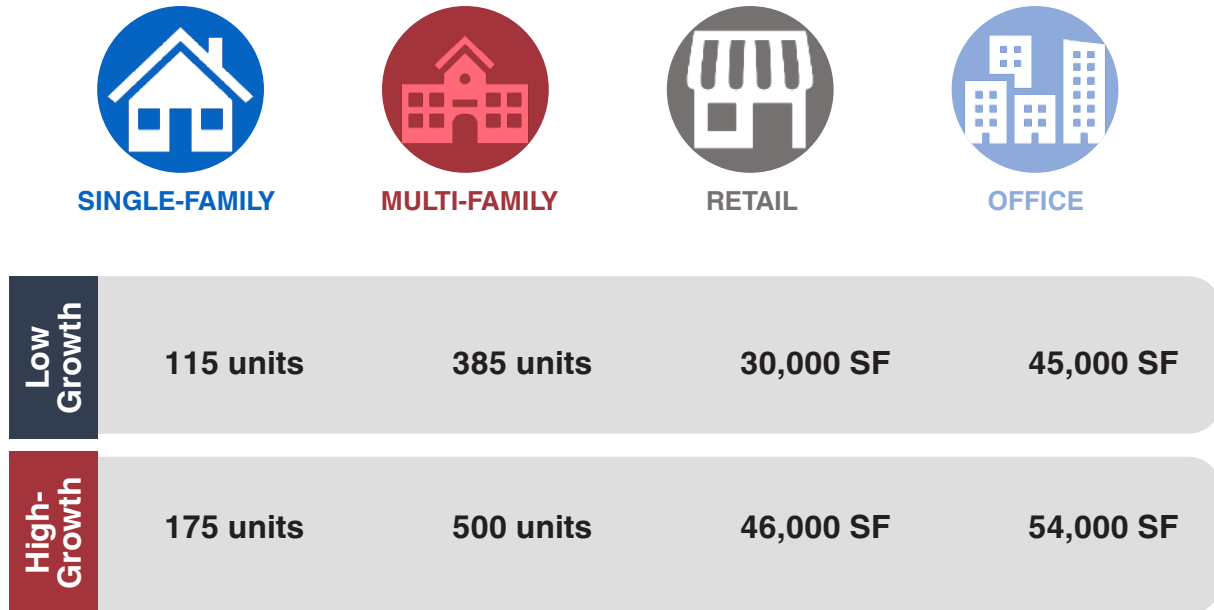 SINGLE-FAMILY MULTI-FAMILY RETAIL OFFICE
Low
Growth
115 units 385 units 30,000 SF 45,000 SF
High-
Growth
175 units 500 units 46,000 SF 54,000 SF